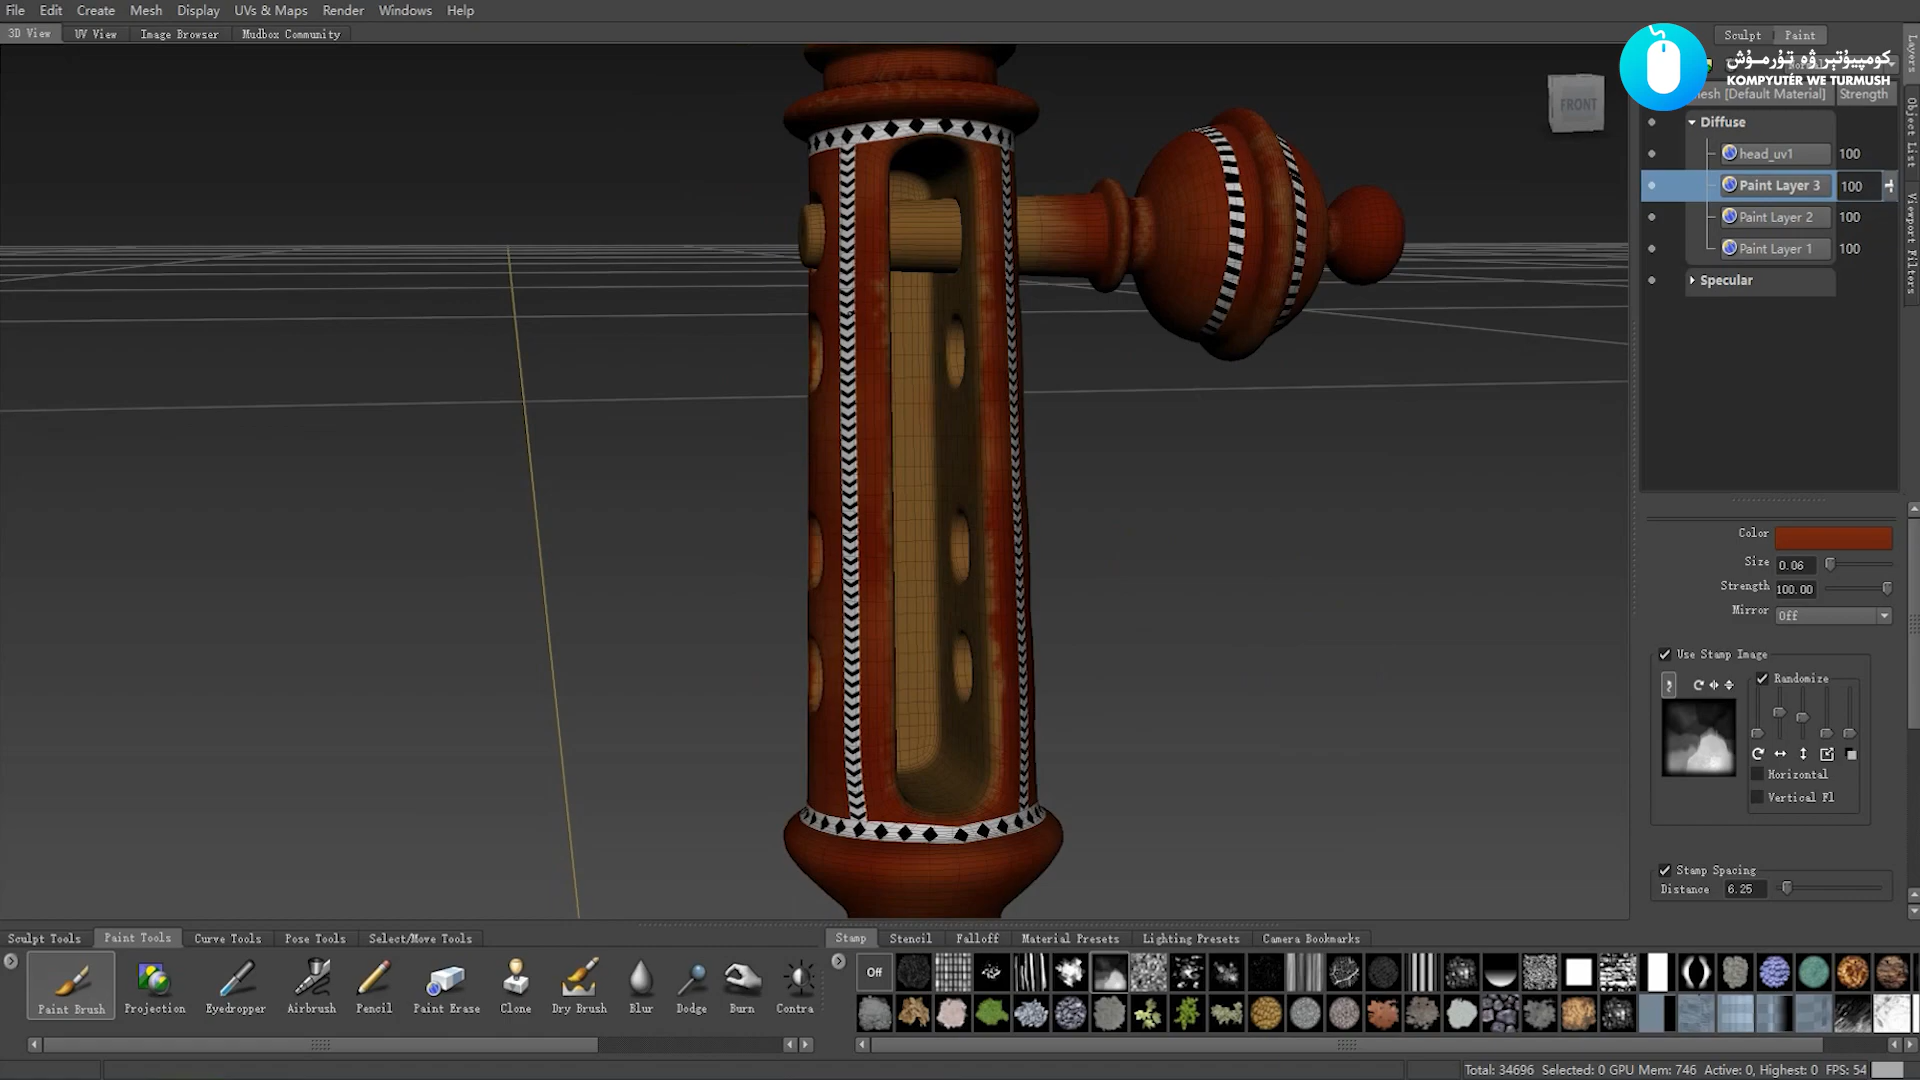 File Edit Create Mesh Display UVs & Maps Render Windows Help
3D View UV View Image Browser Mudbox Community
Sculpt Paint
كومپيۇتېر ۋە تۇرمۇش
KOMPYUTÉR WE TURMUSH
FRONT
Mesh [Default Material] Strength
Layers
Object List
Viewport Filters
Diffuse
head_uv1 100
Paint Layer 3 100
Paint Layer 2 100
Paint Layer 1 100
Specular
Color
Size 0.06
Strength 100.00
Mirror Off
Use Stamp Image
Randomize
Horizontal
Vertical Fl
Stamp Spacing
Distance 6.25
Sculpt Tools Paint Tools Curve Tools Pose Tools Select/Move Tools
Stamp Stencil Falloff Material Presets Lighting Presets Camera Bookmarks
Off
Paint Brush Projection Eyedropper Airbrush Pencil Paint Erase Clone Dry Brush Blur Dodge Burn Contra
Total: 34696 Selected: 0 GPU Mem: 746 Active: 0, Highest: 0 FPS: 54